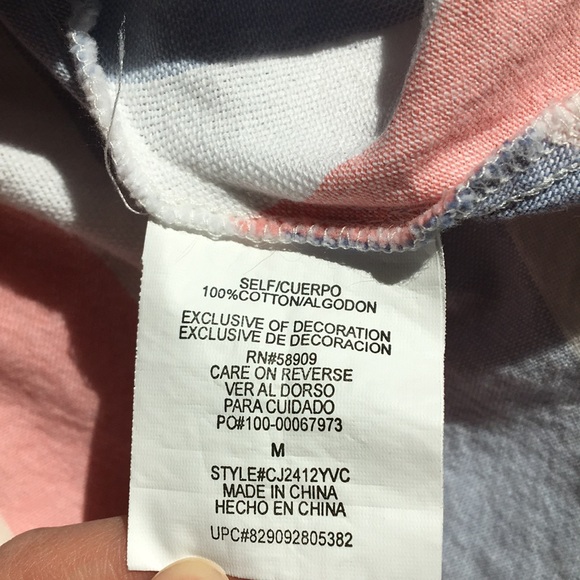 SELF/CUERPO
100%COTTON/ALGODON
EXCLUSIVE OF DECORATION
EXCLUSIVE DE DECORACION
RN#58909
CARE ON REVERSE
VER AL DORSO
PARA CUIDADO
PO#100-00067973
M
STYLE#CJ2412YVC
MADE IN CHINA
HECHO EN CHINA
UPC#829092805382